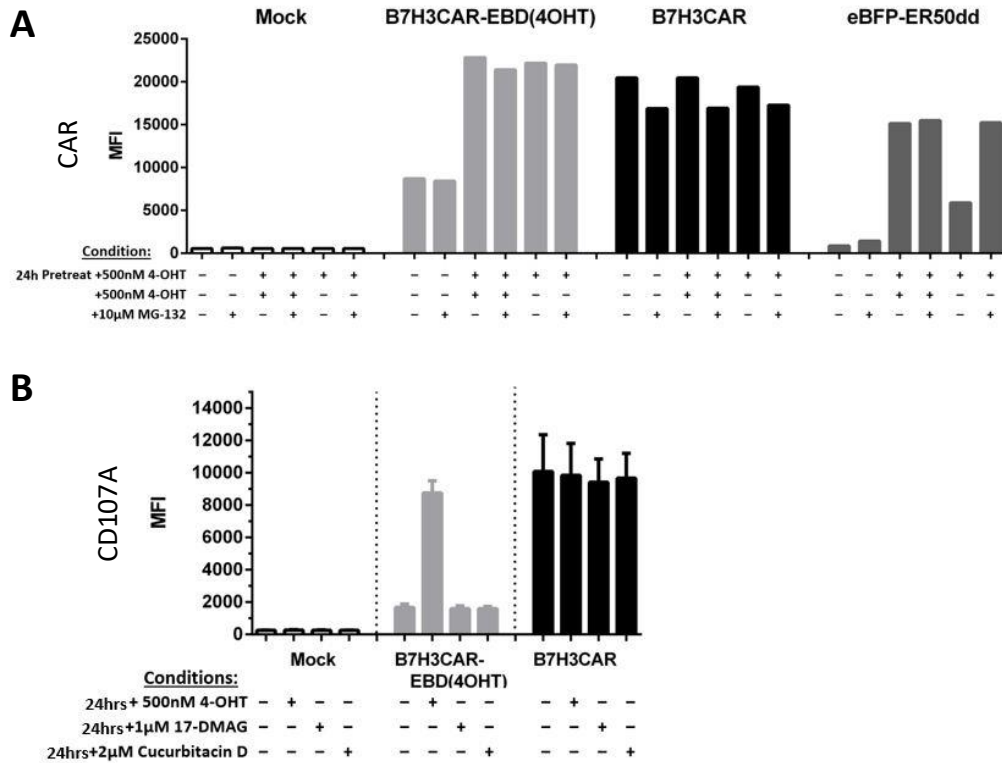 A
Mock B7H3CAR-EBD(4OHT) B7H3CAR eBFP-ER50dd
CAR
MFI
25000
20000
15000
10000
5000
0
Condition:
24h Pretreat +500nM 4-OHT − − + + + + − − + + + + − − + + + + − − + + + +
+500nM 4-OHT − − + + − − − − + + − − − − + + − − − − + + − −
+10µM MG-132 − + − + − + − + − + − + − + − + − + − + − + − +
B
CD107A
MFI
14000
12000
10000
8000
6000
4000
2000
0
Mock B7H3CAR- B7H3CAR
EBD(4OHT)
Conditions:
24hrs + 500nM 4-OHT − + − − − + − − − + − −
24hrs +1µM 17-DMAG − − + − − − + − − − + −
24hrs +2µM Cucurbitacin D − − − + − − − + − − − +